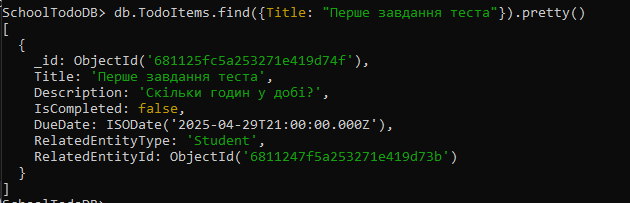 SchoolTodoDB> db.TodoItems.find({Title: "Перше завдання теста"}).pretty()
[
  {
    _id: ObjectId('681125fc5a253271e419d74f'),
    Title: 'Перше завдання теста',
    Description: 'Скільки годин у добі?',
    IsCompleted: false,
    DueDate: ISODate('2025-04-29T21:00:00.000Z'),
    RelatedEntityType: 'Student',
    RelatedEntityId: ObjectId('6811247f5a253271e419d73b')
  }
]
SchoolTodoDB>